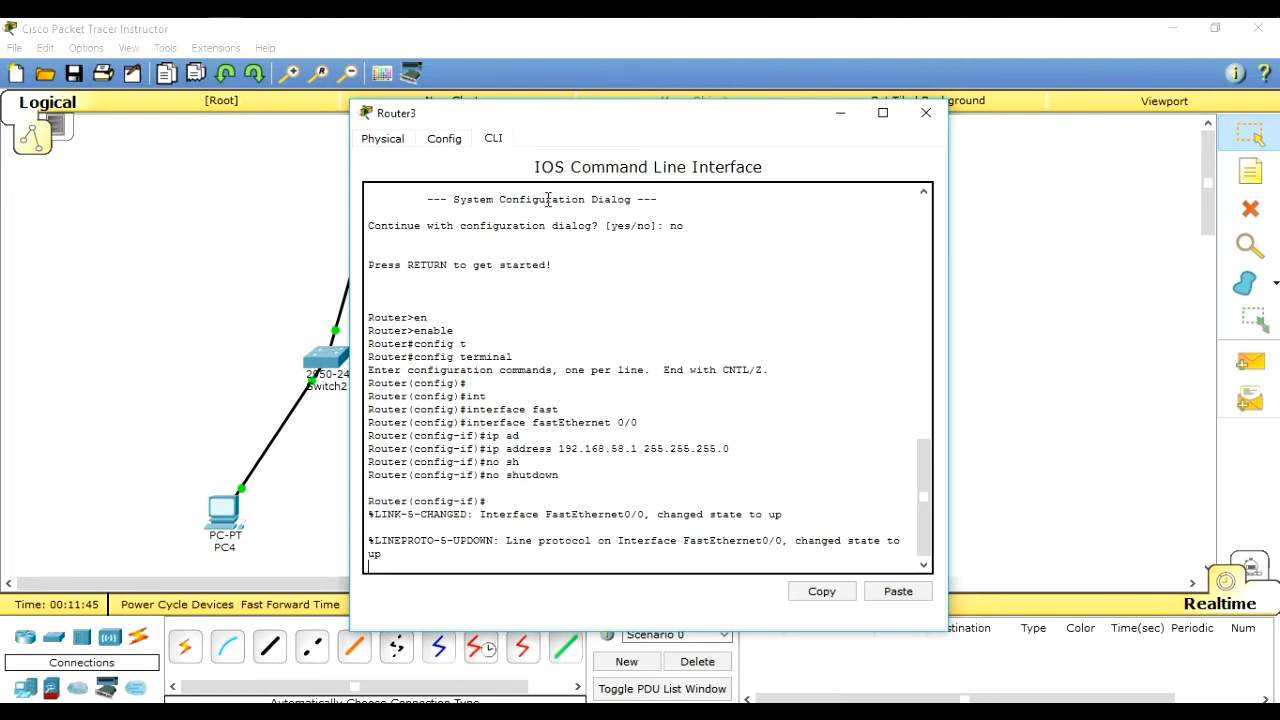 Cisco Packet Tracer Instructor
File Edit Options View Tools Extensions Help
Logical
[Root]
Viewport
Router3
Physical Config CLI
IOS Command Line Interface
--- System Configuration Dialog ---
Continue with configuration dialog? [yes/no]: no
Press RETURN to get started!
Router>en
Router>enable
Router#config t
Router#config terminal
Enter configuration commands, one per line.  End with CNTL/Z.
Router(config)#
Router(config)#int
Router(config)#interface fast
Router(config)#interface fastEthernet 0/0
Router(config-if)#ip ad
Router(config-if)#ip address 192.168.58.1 255.255.255.0
Router(config-if)#no sh
Router(config-if)#no shutdown
Router(config-if)#
%LINK-5-CHANGED: Interface FastEthernet0/0, changed state to up
%LINEPROTO-5-UPDOWN: Line protocol on Interface FastEthernet0/0, changed state to
up
Copy Paste
2950-24
Switch2
PC-PT
PC4
Time: 00:11:45 Power Cycle Devices Fast Forward Time
Realtime
Connections
Scenario 0
New Delete
Toggle PDU List Window
Type Color Time(sec) Periodic Num
Automatically Choose Connection Type